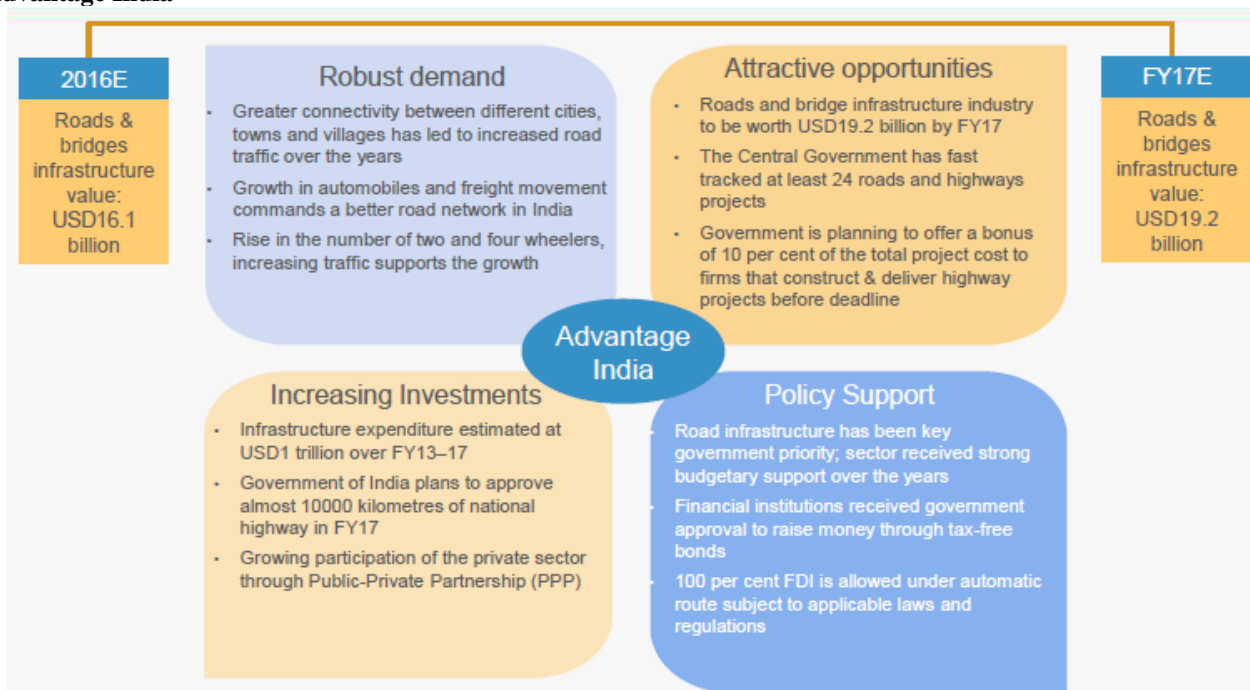 Advantage India
2016E
Roads &
bridges
infrastructure
value:
USD16.1
billion
Robust demand
• Greater connectivity between different cities,
towns and villages has led to increased road
traffic over the years
• Growth in automobiles and freight movement
commands a better road network in India
• Rise in the number of two and four wheelers,
increasing traffic supports the growth
Attractive opportunities
• Roads and bridge infrastructure industry
to be worth USD19.2 billion by FY17
• The Central Government has fast
tracked at least 24 roads and highways
projects
• Government is planning to offer a bonus
of 10 per cent of the total project cost to
firms that construct & deliver highway
projects before deadline
FY17E
Roads &
bridges
infrastructure
value:
USD19.2
billion
Advantage
India
Increasing Investments
• Infrastructure expenditure estimated at
USD1 trillion over FY13–17
• Government of India plans to approve
almost 10000 kilometres of national
highway in FY17
• Growing participation of the private sector
through Public-Private Partnership (PPP)
Policy Support
• Road infrastructure has been key
government priority; sector received strong
budgetary support over the years
• Financial institutions received government
approval to raise money through tax-free
bonds
• 100 per cent FDI is allowed under automatic
route subject to applicable laws and
regulations